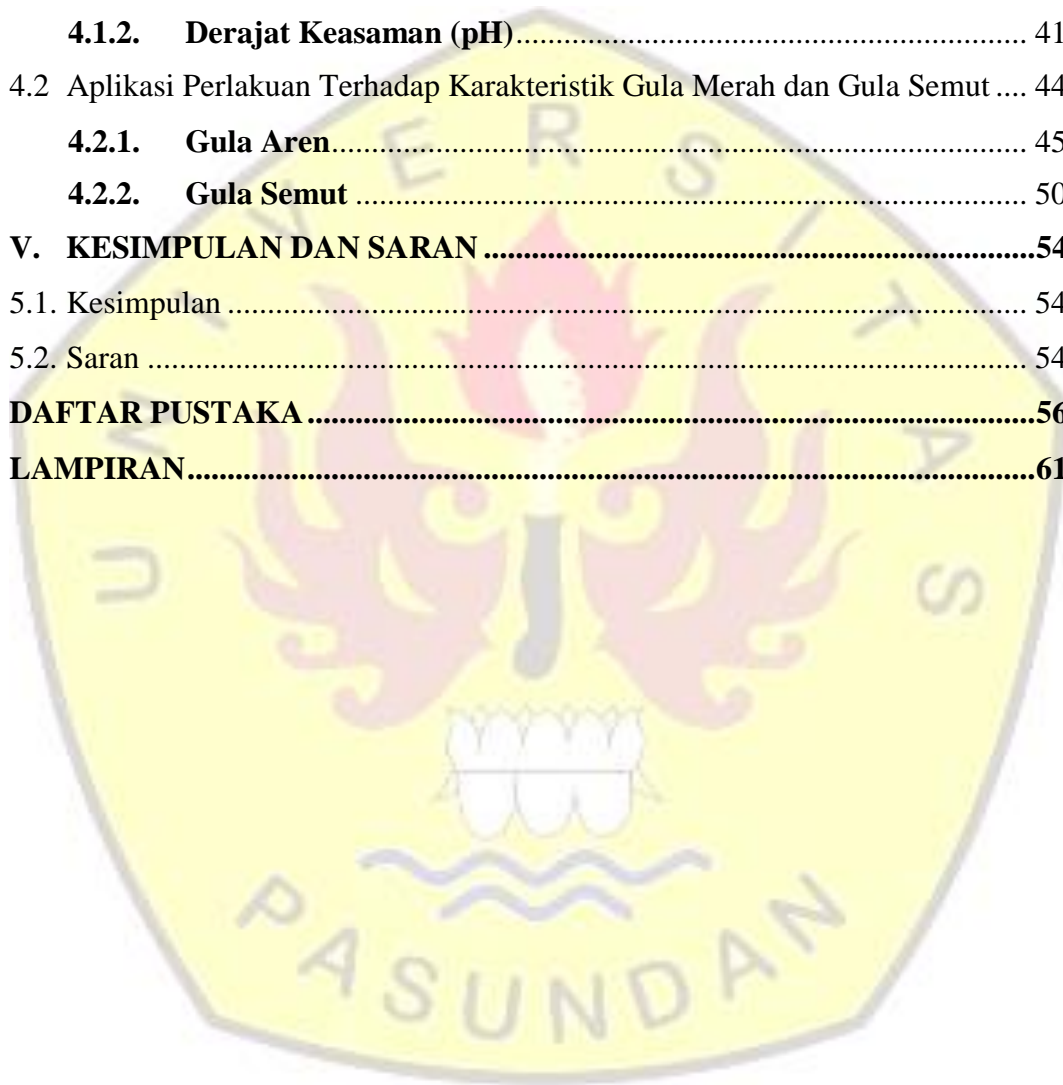 4.1.2. Derajat Keasaman (pH)........................................................................ 41
4.2 Aplikasi Perlakuan Terhadap Karakteristik Gula Merah dan Gula Semut .... 44
4.2.1. Gula Aren.................................................................................. 45
4.2.2. Gula Semut ............................................................................... 50
V. KESIMPULAN DAN SARAN ..................................................................54
5.1. Kesimpulan ........................................................................................ 54
5.2. Saran .................................................................................................. 54
DAFTAR PUSTAKA ...................................................................................56
LAMPIRAN...................................................................................................61
UNIVERSITAS
PASUNDAN